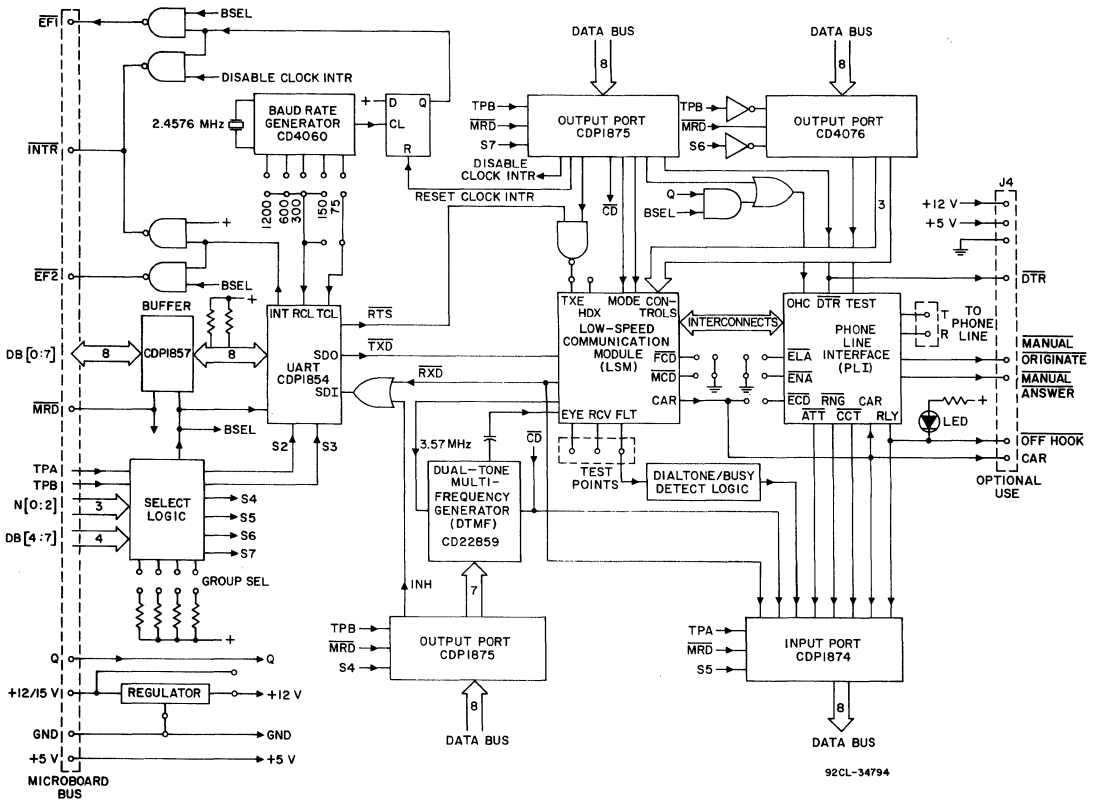 EF1
BSEL
DISABLE CLOCK INTR
2.4576 MHz
BAUD RATE
GENERATOR
CD4060
+
D
Q
CL
R
INTR
RESET CLOCK INTR
1200
600
300
150
75
DATA BUS
8
TPB
MRD
S7
OUTPUT PORT
CDP1875
DISABLE
CLOCK INTR
CD
DATA BUS
8
TPB
MRD
S6
OUTPUT PORT
CD4076
Q
BSEL
3
J4
+12 V
+5 V
DTR
+
EF2
BSEL
BUFFER
+
DB [0:7]
8
CDP1857
8
INT RCL TCL
UART
CDP1854
SDO
SDI
RTS
TXD
RXD
TXE
HDX
MODE CON-
TROLS
LOW-SPEED
COMMUNICATION
MODULE
(LSM)
FCD
MCD
CAR
EYE RCV FLT
INTERCONNECTS
OHC DTR TEST
PHONE
LINE
INTERFACE
(PLI)
ELA
ENA
ECD
RNG
CAR
ATT
CCT
RLY
T
R
TO
PHONE
LINE
MANUAL
ORIGINATE
MANUAL
ANSWER
+
LED
OFF HOOK
CAR
OPTIONAL
USE
MRD
BSEL
S2
S3
TPA
TPB
N[0:2]
3
DB [4:7]
4
SELECT
LOGIC
S4
S5
S6
S7
GROUP SEL
+
3.57 MHz
CD
DUAL-TONE
MULTI-
FREQUENCY
GENERATOR
(DTMF)
CD22859
TEST
POINTS
DIALTONE/BUSY
DETECT LOGIC
INH
7
TPB
MRD
S4
OUTPUT PORT
CDP1875
8
DATA BUS
TPA
MRD
S5
INPUT PORT
CDP1874
8
DATA BUS
Q
Q
+12/15 V
REGULATOR
+12 V
GND
GND
+5 V
+5 V
MICROBOARD
BUS
92CL-34794